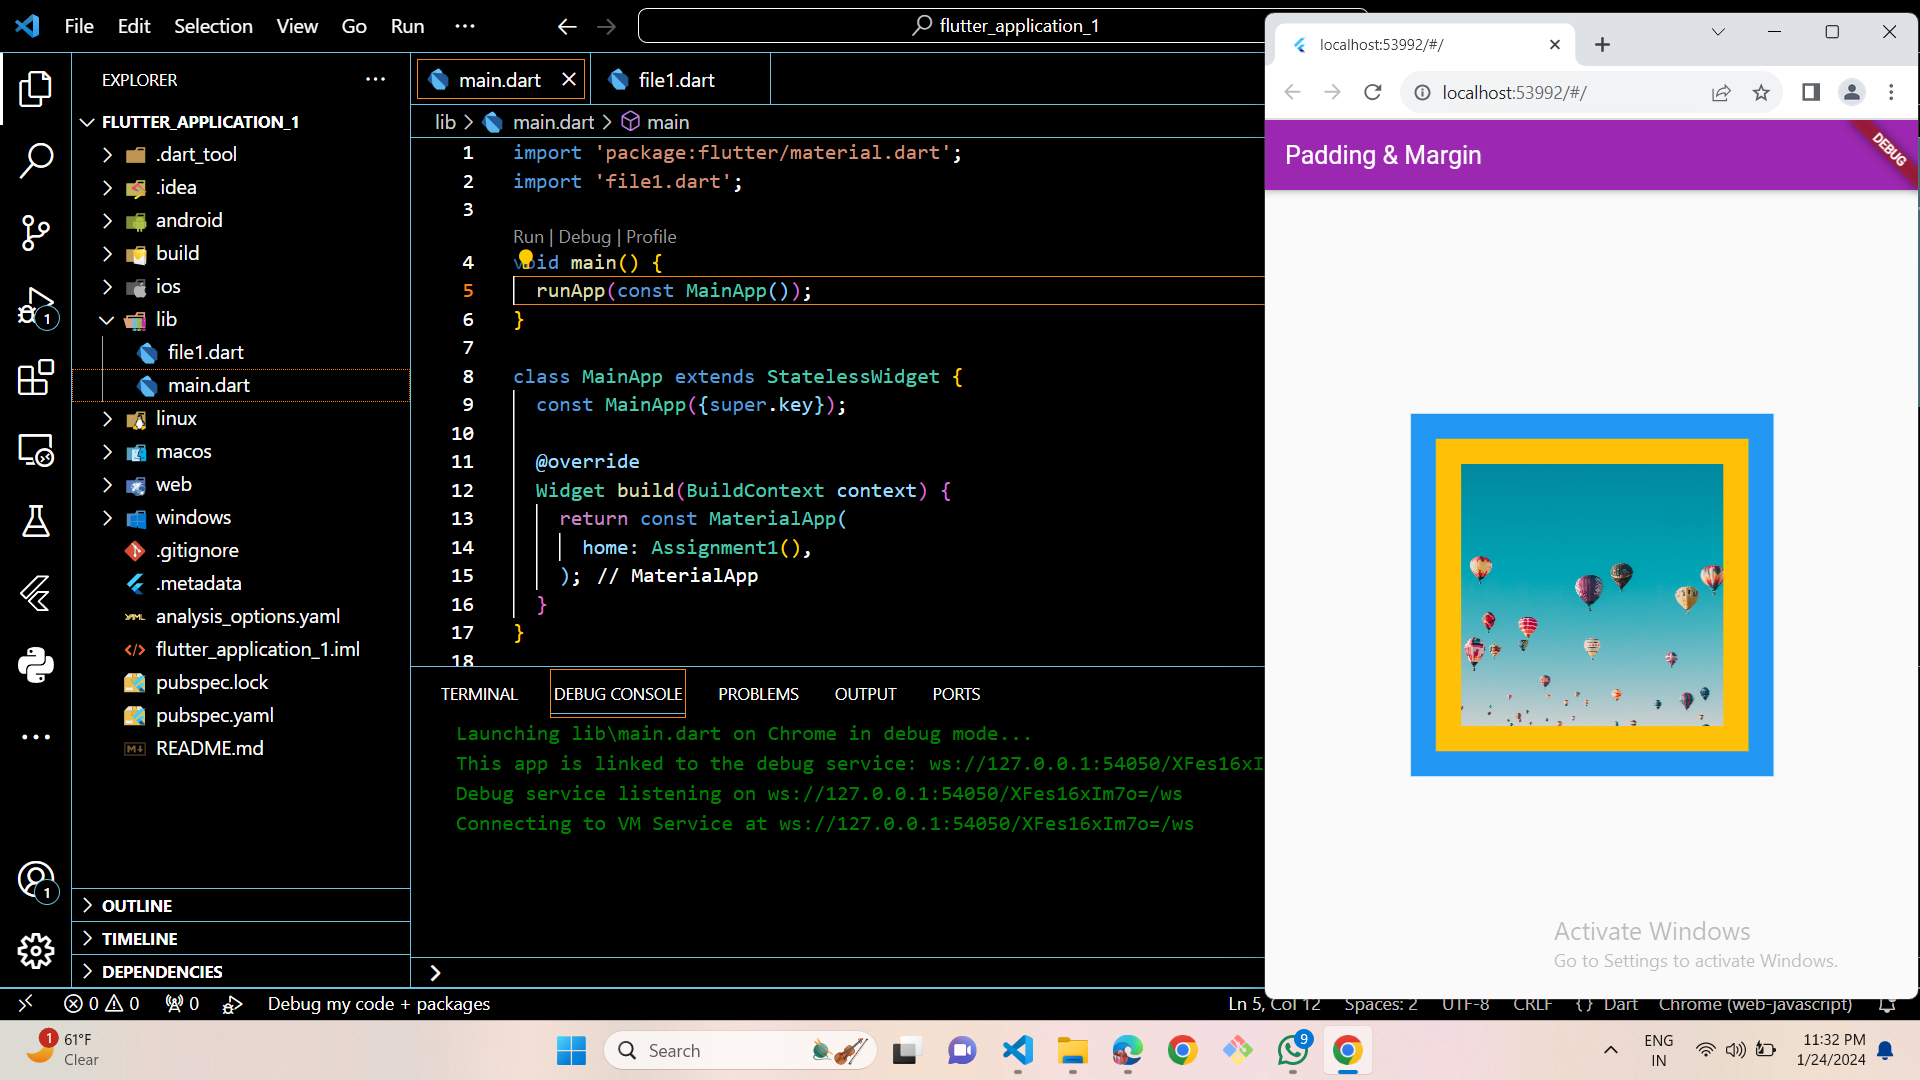 File Edit Selection View Go Run ···
flutter_application_1
EXPLORER
FLUTTER_APPLICATION_1
.dart_tool
.idea
android
build
ios
lib
file1.dart
main.dart
linux
macos
web
windows
.gitignore
.metadata
analysis_options.yaml
flutter_application_1.iml
pubspec.lock
pubspec.yaml
README.md
OUTLINE
TIMELINE
DEPENDENCIES
1
1
main.dart
file1.dart
lib > main.dart > main
1 import 'package:flutter/material.dart';
2 import 'file1.dart';
3
Run | Debug | Profile
4 void main() {
5 runApp(const MainApp());
6 }
7
8 class MainApp extends StatelessWidget {
9 const MainApp({super.key});
10
11 @override
12 Widget build(BuildContext context) {
13 return const MaterialApp(
14 home: Assignment1(),
15 ); // MaterialApp
16 }
17 }
18
TERMINAL DEBUG CONSOLE PROBLEMS OUTPUT PORTS
Launching lib\main.dart on Chrome in debug mode...
This app is linked to the debug service: ws://127.0.0.1:54050/XFes16xI
Debug service listening on ws://127.0.0.1:54050/XFes16xIm7o=/ws
Connecting to VM Service at ws://127.0.0.1:54050/XFes16xIm7o=/ws
localhost:53992/#/
localhost:53992/#/
Padding & Margin
DEBUG
Activate Windows
Go to Settings to activate Windows.
0 0 0 Debug my code + packages
Ln 5, Col 12 Spaces: 2 UTF-8 CRLF { } Dart Chrome (web-javascript)
1
61°F
Clear
Search
9
ENG
IN
11:32 PM
1/24/2024